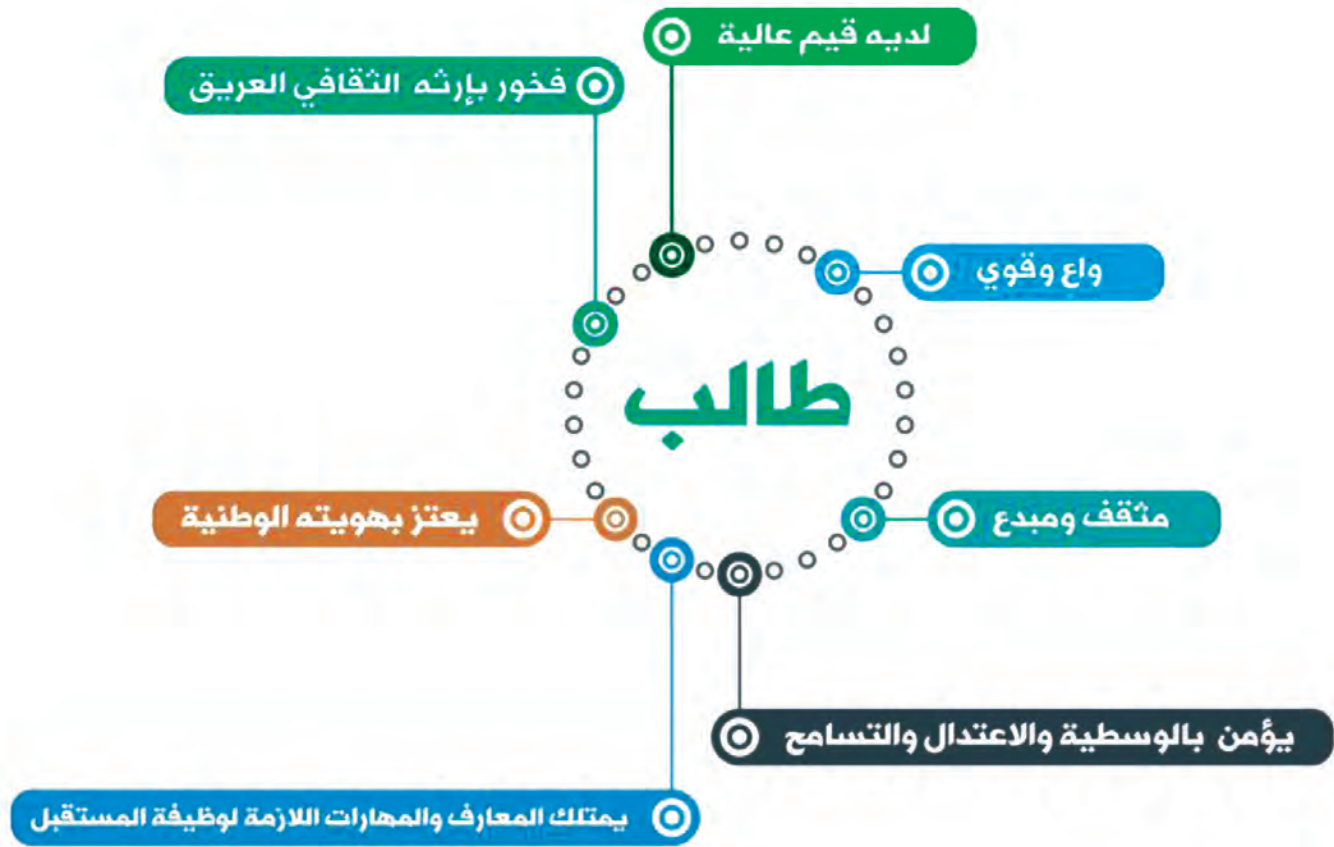 لديه قيم عالية
فخور بإرثه الثقافي العريق
واع وقوي
طالب
مثقف ومبدع
يعتز بهويته الوطنية
يؤمن بالوسطية والاعتدال والتسامح
يمتلك المعارف والمهارات اللازمة لوظيفة المستقبل